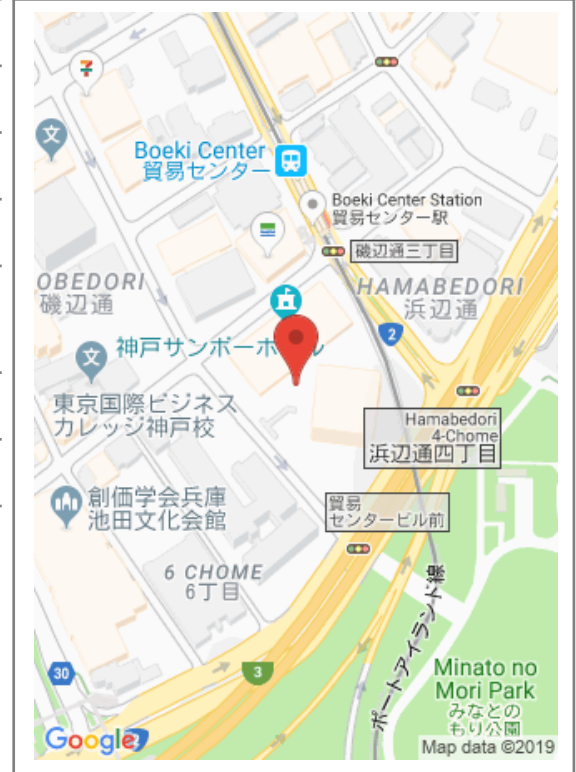 7
文
Boeki Center
貿易センター
Boeki Center Station
貿易センター駅
磯辺通三丁目
OBEDORI
磯辺通
HAMABEDORI
浜辺通
2
神戸サンボーホール
文
東京国際ビジネス
カレッジ神戸校
Hamabedori
4-Chome
浜辺通四丁目
創価学会兵庫
池田文化会館
貿易
センタービル前
6 CHOME
6丁目
30
3
ポートアイランド線
Minato no
Mori Park
みなとの
もり公園
Google
Map data ©2019